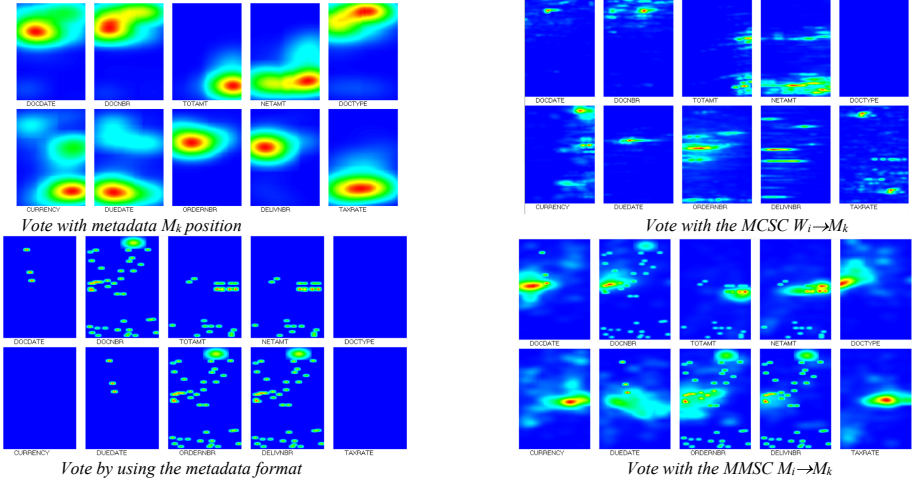 DOCDATE DOCNBR TOTAMT NETAMT DOCTYPE
CURRENCY DUEDATE ORDERNBR DELIVNBR TAXRATE
Vote with metadata Mk position
DOCDATE DOCNBR TOTAMT NETAMT DOCTYPE
CURRENCY DUEDATE ORDERNBR DELIVNBR TAXRATE
Vote with the MCSC Wi→Mk
DOCDATE DOCNBR TOTAMT NETAMT DOCTYPE
CURRENCY DUEDATE ORDERNBR DELIVNBR TAXRATE
Vote by using the metadata format
DOCDATE DOCNBR TOTAMT NETAMT DOCTYPE
CURRENCY DUEDATE ORDERNBR DELIVNBR TAXRATE
Vote with the MMSC Mi→Mk